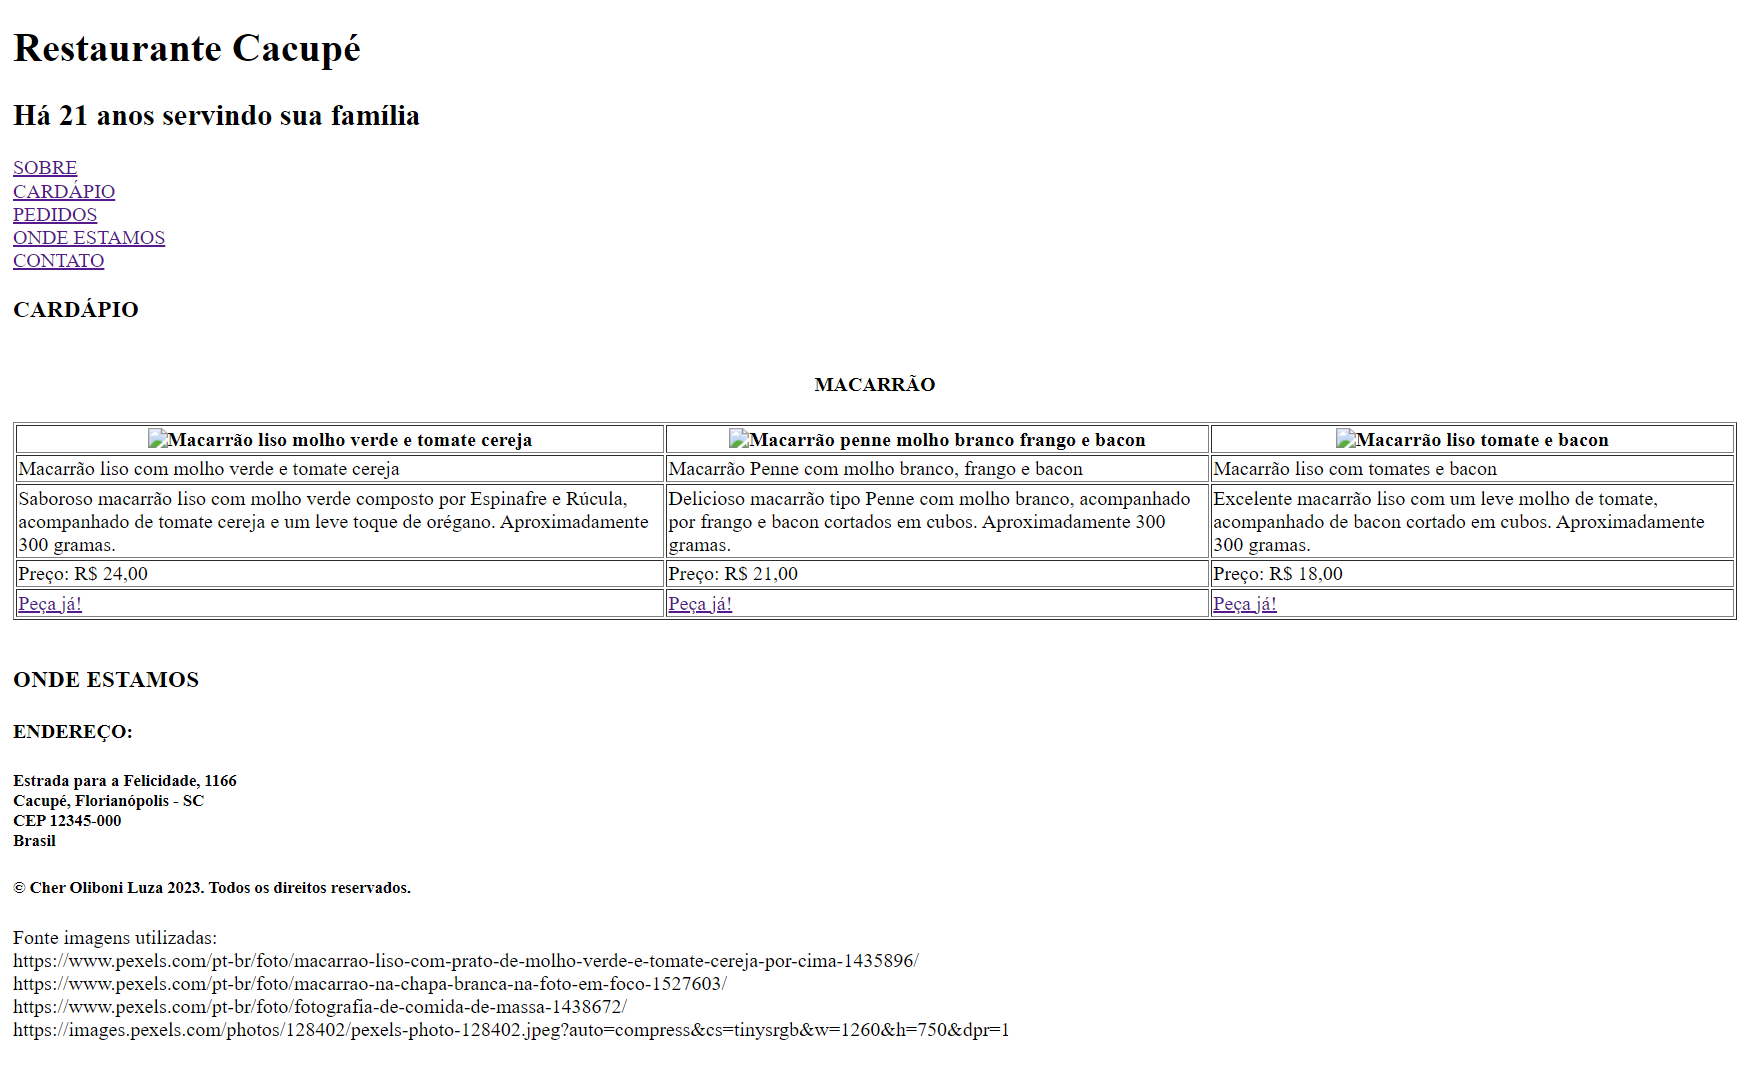 Restaurante Cacupé
Há 21 anos servindo sua família
SOBRE
CARDÁPIO
PEDIDOS
ONDE ESTAMOS
CONTATO
CARDÁPIO
MACARRÃO
Macarrão liso molho verde e tomate cereja
Macarrão penne molho branco frango e bacon
Macarrão liso tomate e bacon
Macarrão liso com molho verde e tomate cereja
Macarrão Penne com molho branco, frango e bacon
Macarrão liso com tomates e bacon
Saboroso macarrão liso com molho verde composto por Espinafre e Rúcula,
acompanhado de tomate cereja e um leve toque de orégano. Aproximadamente
300 gramas.
Delicioso macarrão tipo Penne com molho branco, acompanhado
por frango e bacon cortados em cubos. Aproximadamente 300
gramas.
Excelente macarrão liso com um leve molho de tomate,
acompanhado de bacon cortado em cubos. Aproximadamente
300 gramas.
Preço: R$ 24,00
Preço: R$ 21,00
Preço: R$ 18,00
Peça já!
Peça já!
Peça já!
ONDE ESTAMOS
ENDEREÇO:
Estrada para a Felicidade, 1166
Cacupé, Florianópolis - SC
CEP 12345-000
Brasil
© Cher Oliboni Luza 2023. Todos os direitos reservados.
Fonte imagens utilizadas:
https://www.pexels.com/pt-br/foto/macarrao-liso-com-prato-de-molho-verde-e-tomate-cereja-por-cima-1435896/
https://www.pexels.com/pt-br/foto/macarrao-na-chapa-branca-na-foto-em-foco-1527603/
https://www.pexels.com/pt-br/foto/fotografia-de-comida-de-massa-1438672/
https://images.pexels.com/photos/128402/pexels-photo-128402.jpeg?auto=compress&cs=tinysrgb&w=1260&h=750&dpr=1